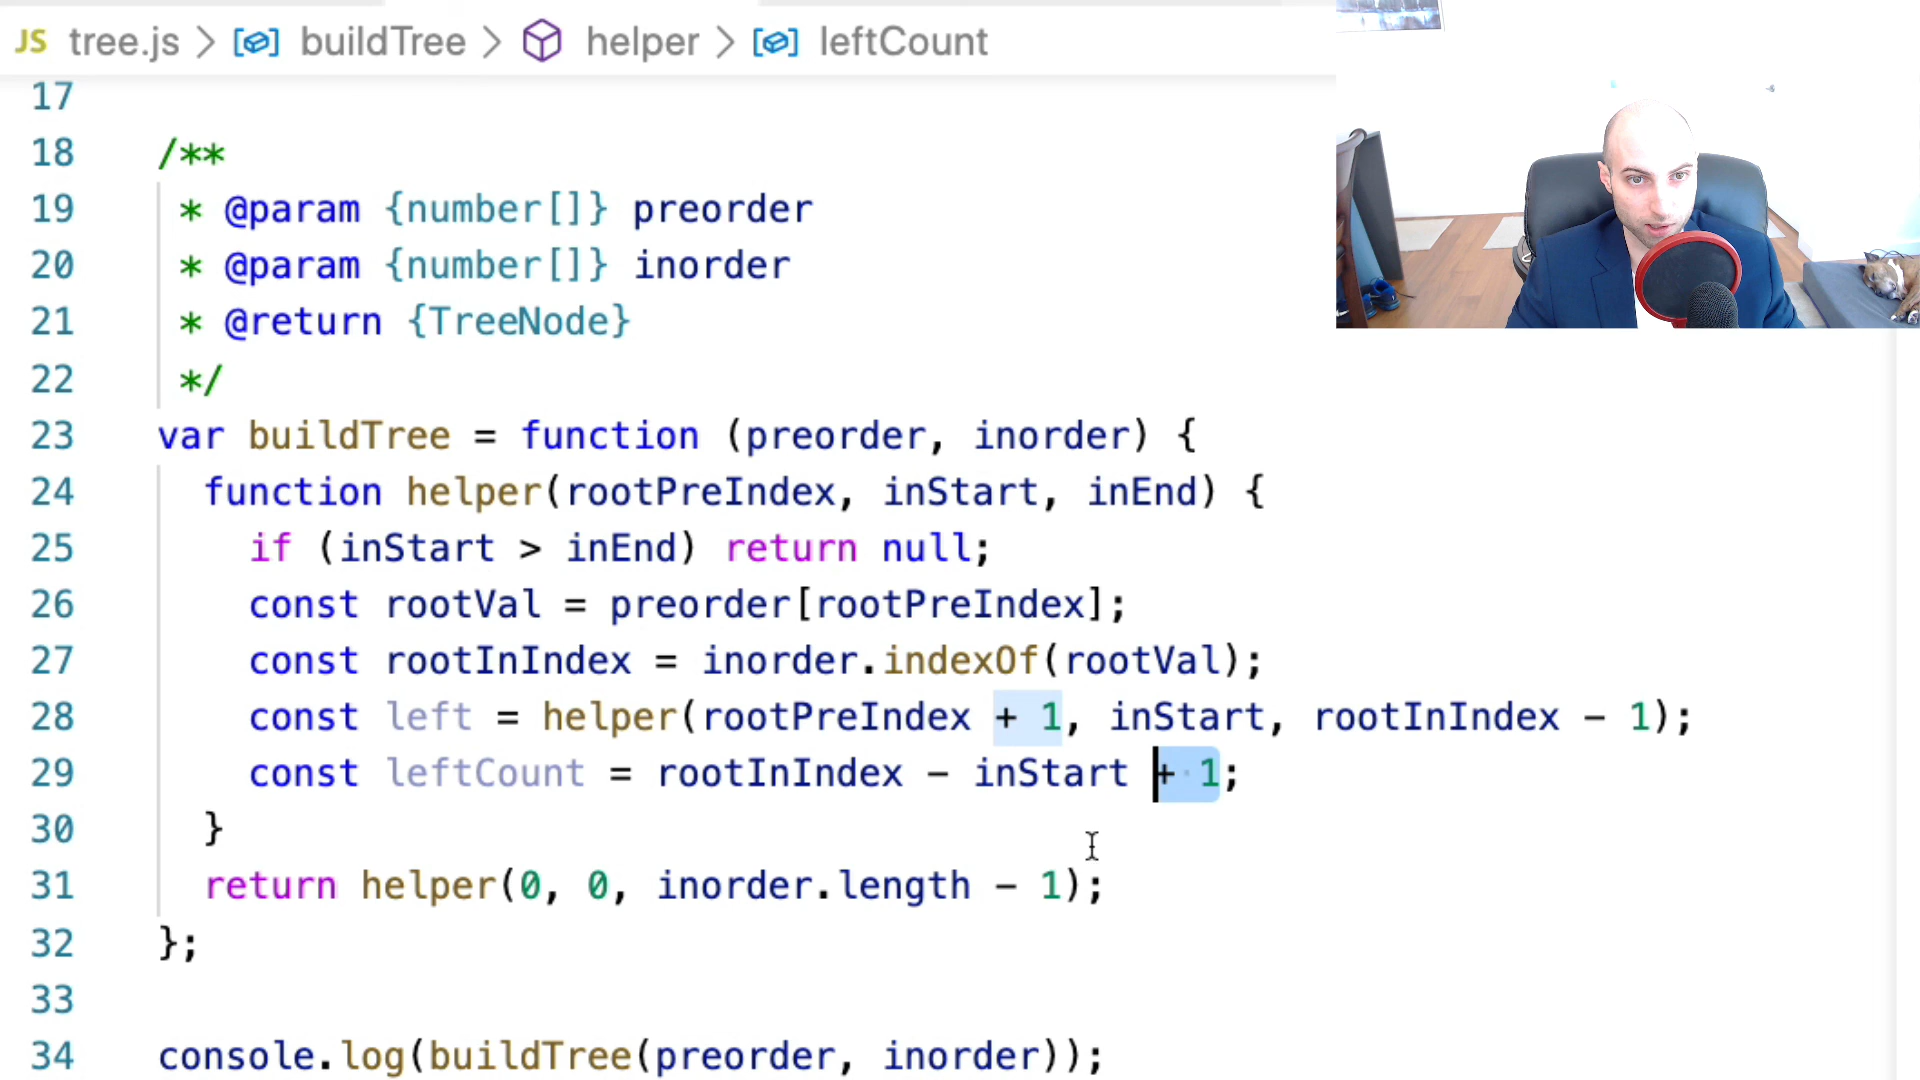 JS tree.js > buildTree > helper > leftCount
17
18 /**
19 * @param {number[]} preorder
20 * @param {number[]} inorder
21 * @return {TreeNode}
22 */
23 var buildTree = function (preorder, inorder) {
24 function helper(rootPreIndex, inStart, inEnd) {
25 if (inStart > inEnd) return null;
26 const rootVal = preorder[rootPreIndex];
27 const rootInIndex = inorder.indexOf(rootVal);
28 const left = helper(rootPreIndex + 1, inStart, rootInIndex - 1);
29 const leftCount = rootInIndex - inStart + 1;
30 }
31 return helper(0, 0, inorder.length - 1);
32 };
33
34 console.log(buildTree(preorder, inorder));